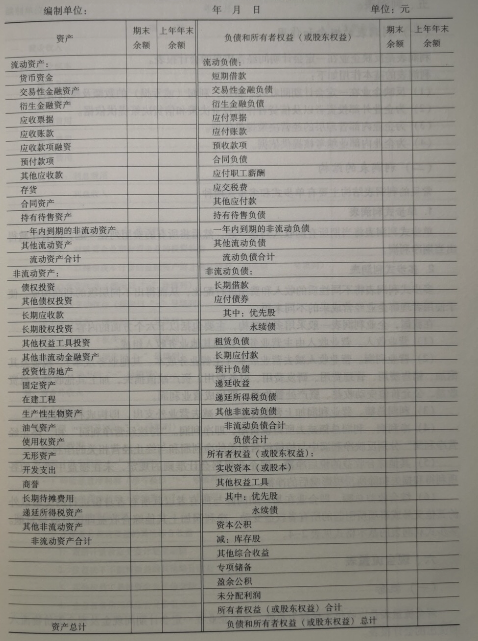 编制单位： 年 月 日 单位：元
资产 期末余额 上年年末余额 负债和所有者权益（或股东权益） 期末余额 上年年末余额
流动资产： 流动负债：
货币资金 短期借款
交易性金融资产 交易性金融负债
衍生金融资产 衍生金融负债
应收票据 应付票据
应收账款 应付账款
应收款项融资 预收款项
预付款项 合同负债
其他应收款 应付职工薪酬
存货 应交税费
合同资产 其他应付款
持有待售资产 持有待售负债
一年内到期的非流动资产 一年内到期的非流动负债
其他流动资产 其他流动负债
流动资产合计 流动负债合计
非流动资产： 非流动负债：
债权投资 长期借款
其他债权投资 应付债券
长期应收款 其中：优先股
长期股权投资 永续债
其他权益工具投资 租赁负债
其他非流动金融资产 长期应付款
投资性房地产 预计负债
固定资产 递延收益
在建工程 递延所得税负债
生产性生物资产 其他非流动负债
油气资产 非流动负债合计
使用权资产 负债合计
无形资产 所有者权益（或股东权益）：
开发支出 实收资本（或股本）
商誉 其他权益工具
长期待摊费用 其中：优先股
递延所得税资产 永续债
其他非流动资产 资本公积
非流动资产合计 减：库存股
其他综合收益
专项储备
盈余公积
未分配利润
所有者权益（或股东权益）合计
资产总计 负债和所有者权益（或股东权益）总计